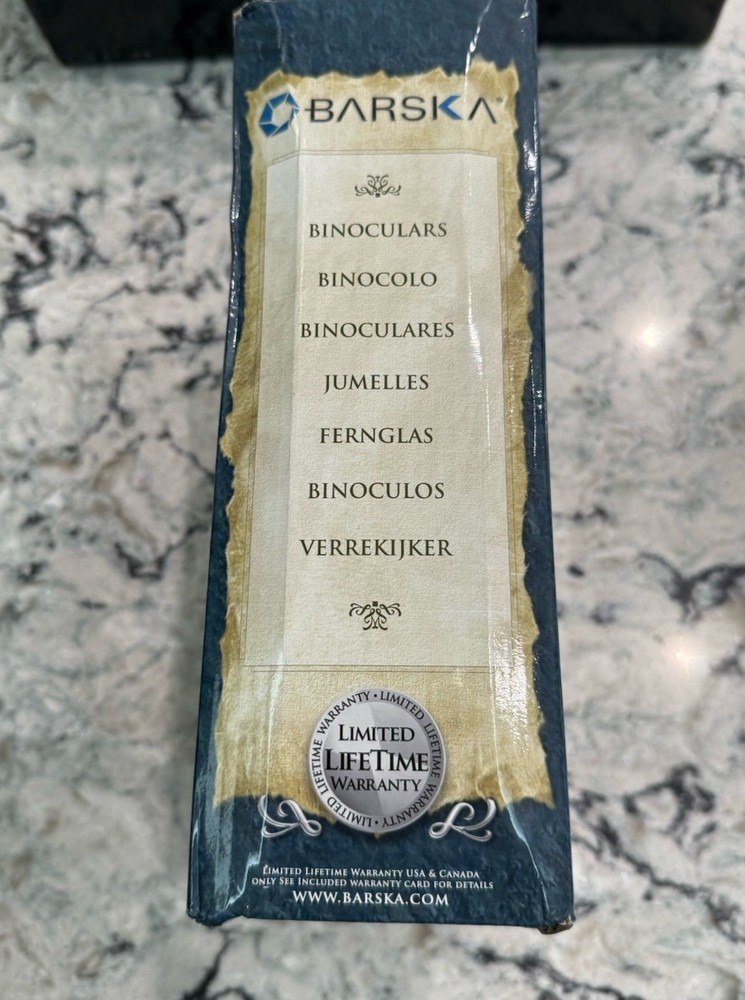 BARSKA
BINOCULARS
BINOCOLO
BINOCULARES
JUMELLES
FERNGLAS
BINOCULOS
VERREKIJKER
LIMITED LIFETIME WARRANTY • LIMITED LIFETIME WARRANTY •
LIMITED
LIFETIME
WARRANTY
LIMITED LIFETIME WARRANTY USA & CANADA
ONLY SEE INCLUDED WARRANTY CARD FOR DETAILS
WWW.BARSKA.COM